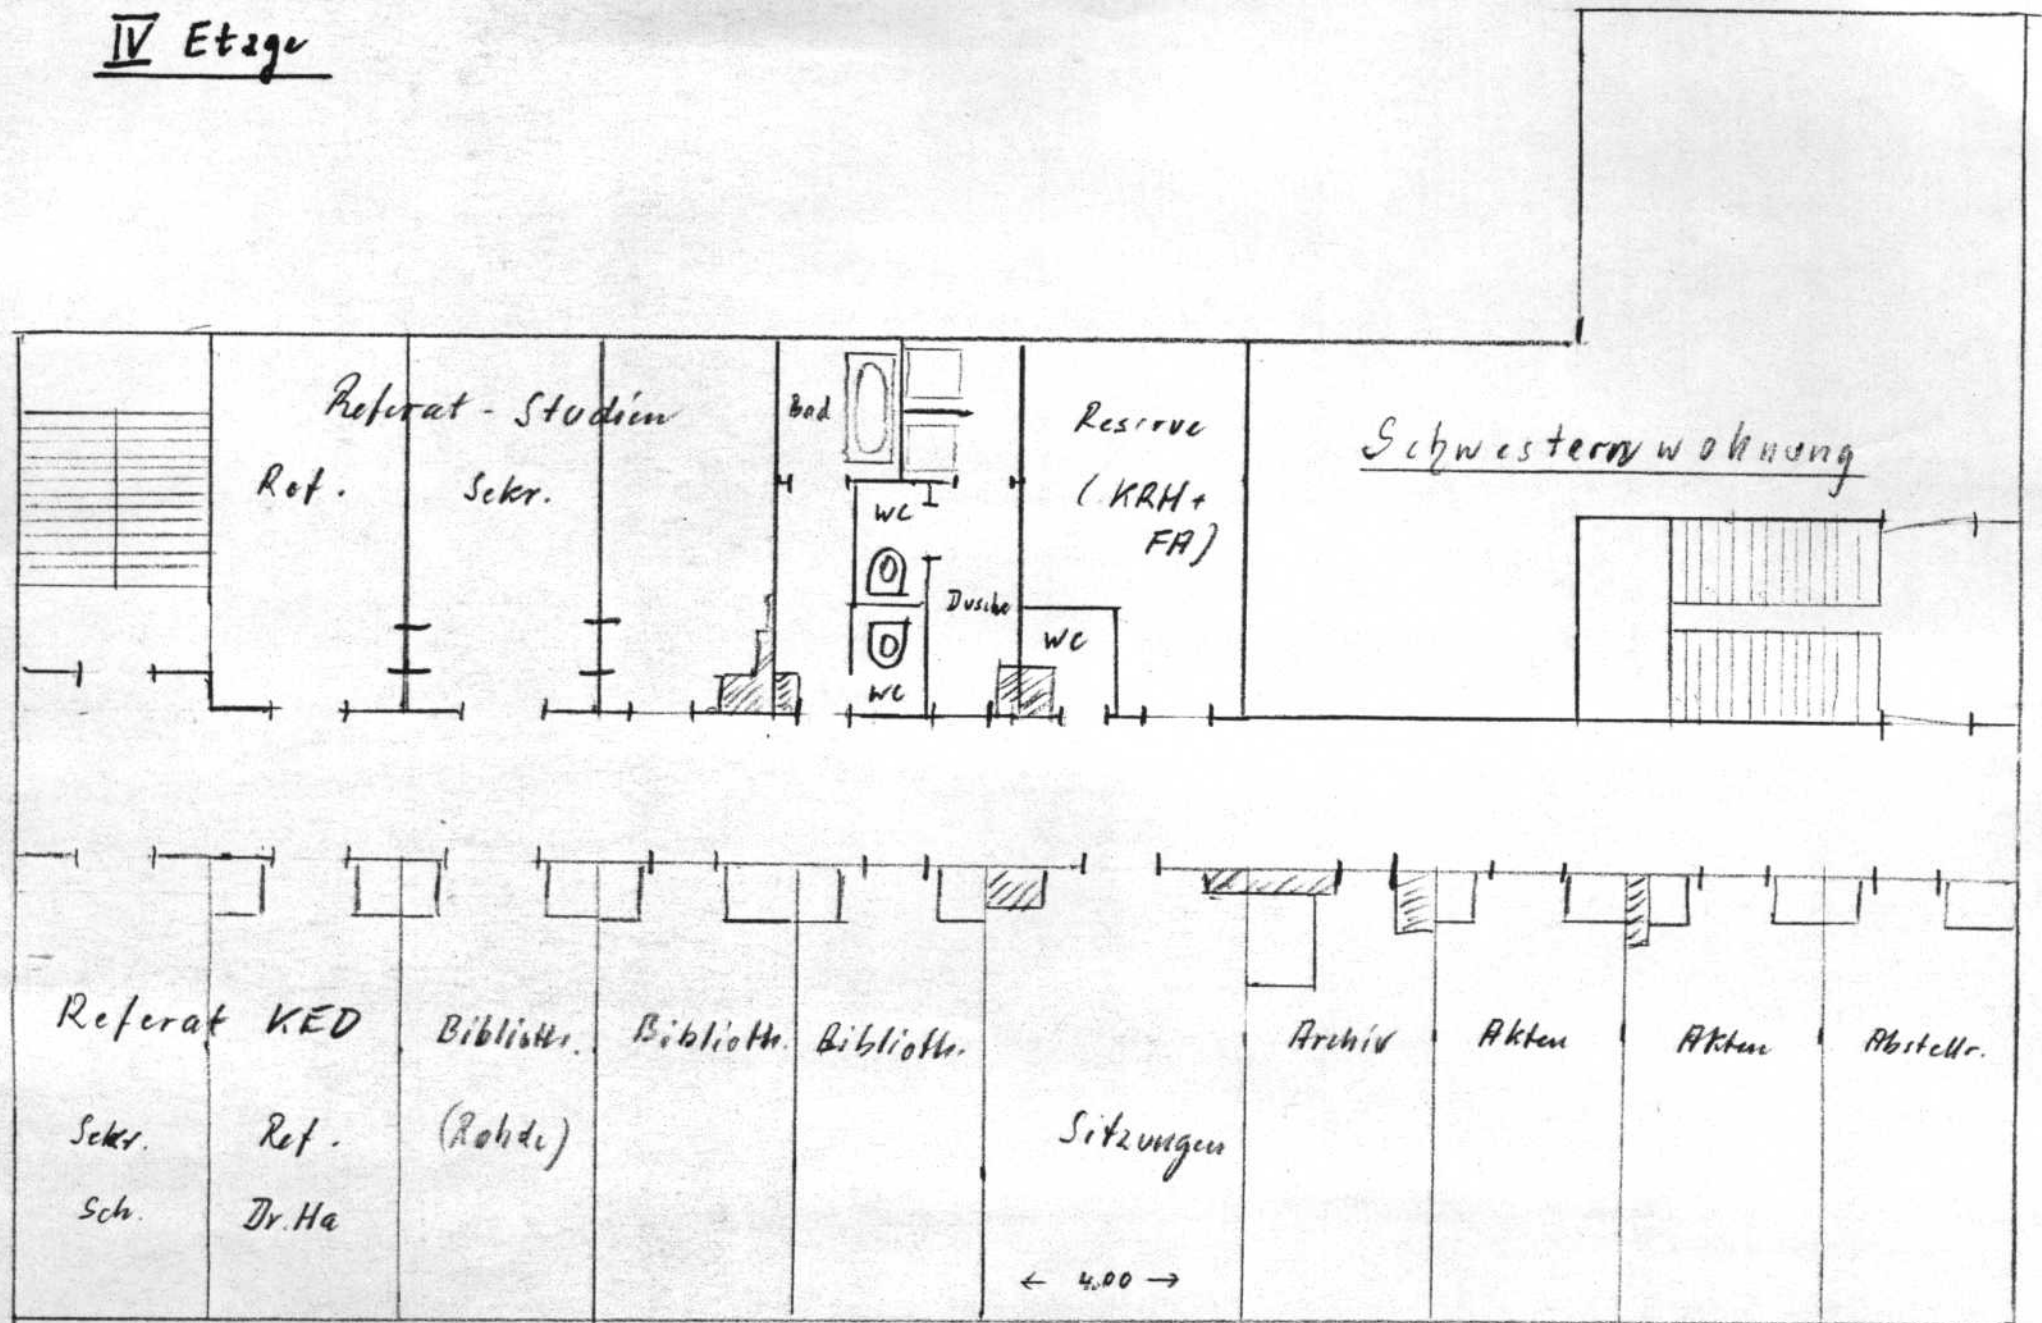 IV Etage
Referat - Studien
Ref.
Sekr.
Bad
WC
WC
Dusche
Reserve
(KRH +
FA)
WC
Schwesternwohnung
Referat KED
Sekr.
Sch.
Ref.
Dr. Ha
Biblioth.
(Rohde)
Biblioth.
Biblioth.
Sitzungen
← 4.00 →
Archiv
Akten
Akten
Abstellr.